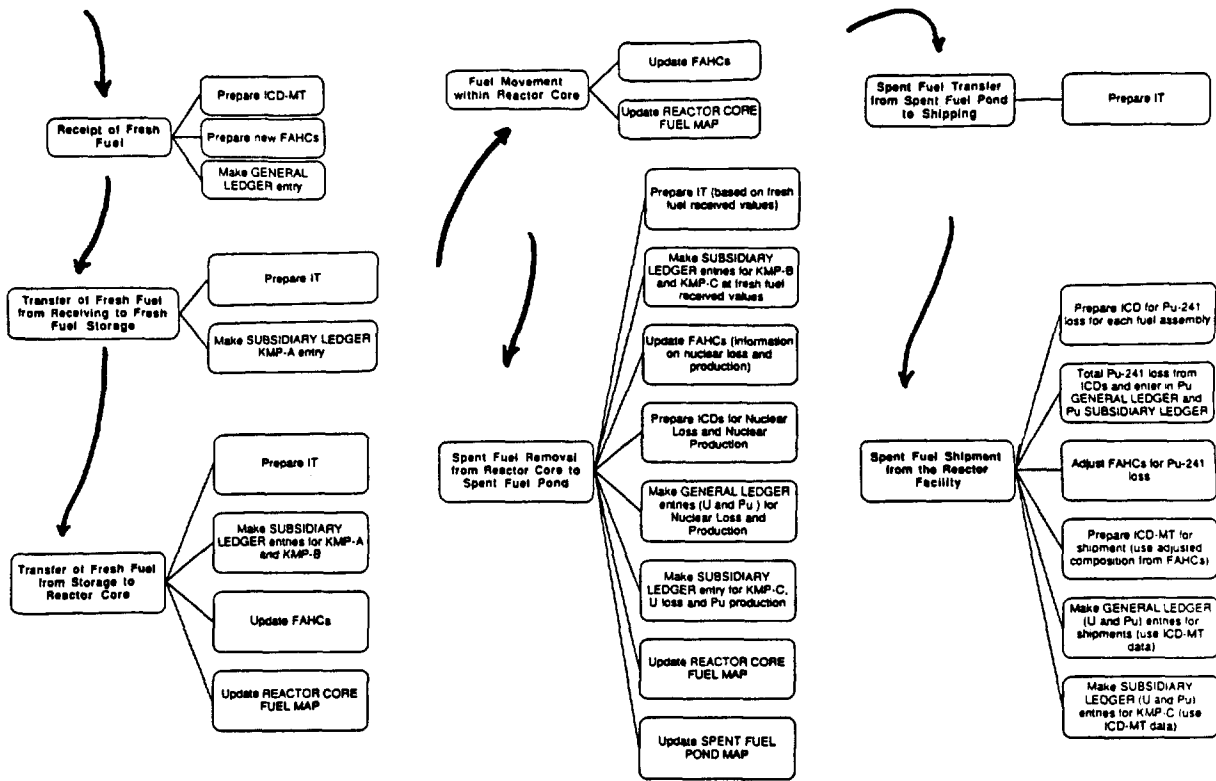 Receipt of Fresh
Fuel
Prepare ICD-MT
Prepare new FAHCs
Make GENERAL
LEDGER entry
Transfer of Fresh Fuel
from Receiving to Fresh
Fuel Storage
Prepare IT
Make SUBSIDIARY LEDGER
KMP-A entry
Transfer of Fresh Fuel
from Storage to
Reactor Core
Prepare IT
Make SUBSIDIARY
LEDGER entries for KMP-A
and KMP-B
Update FAHCs
Update REACTOR CORE
FUEL MAP
Fuel Movement
within Reactor Core
Update FAHCs
Update REACTOR CORE
FUEL MAP
Spent Fuel Removal
from Reactor Core to
Spent Fuel Pond
Prepare IT (based on fresh
fuel received values)
Make SUBSIDIARY
LEDGER entries for KMP-B
and KMP-C at fresh fuel
received values
Update FAHCs (information
on nuclear loss and
production)
Prepare ICDs for Nuclear
Loss and Nuclear
Production
Make GENERAL LEDGER
entries (U and Pu ) for
Nuclear Loss and
Production
Make SUBSIDIARY
LEDGER entry for KMP-C,
U loss and Pu production
Update REACTOR CORE
FUEL MAP
Update SPENT FUEL
POND MAP
Spent Fuel Transfer
from Spent Fuel Pond
to Shipping
Prepare IT
Spent Fuel Shipment
from the Reactor
Facility
Prepare ICD for Pu-241
loss for each fuel assembly
Total Pu-241 loss from
ICDs and enter in Pu
GENERAL LEDGER and
Pu SUBSIDIARY LEDGER
Adjust FAHCs for Pu-241
loss
Prepare ICD-MT for
shipment (use adjusted
composition from FAHCs)
Make GENERAL LEDGER
(U and Pu) entries for
shipments (use ICD-MT
data)
Make SUBSIDIARY
LEDGER (U and Pu)
entries for KMP-C (use
ICD-MT data)